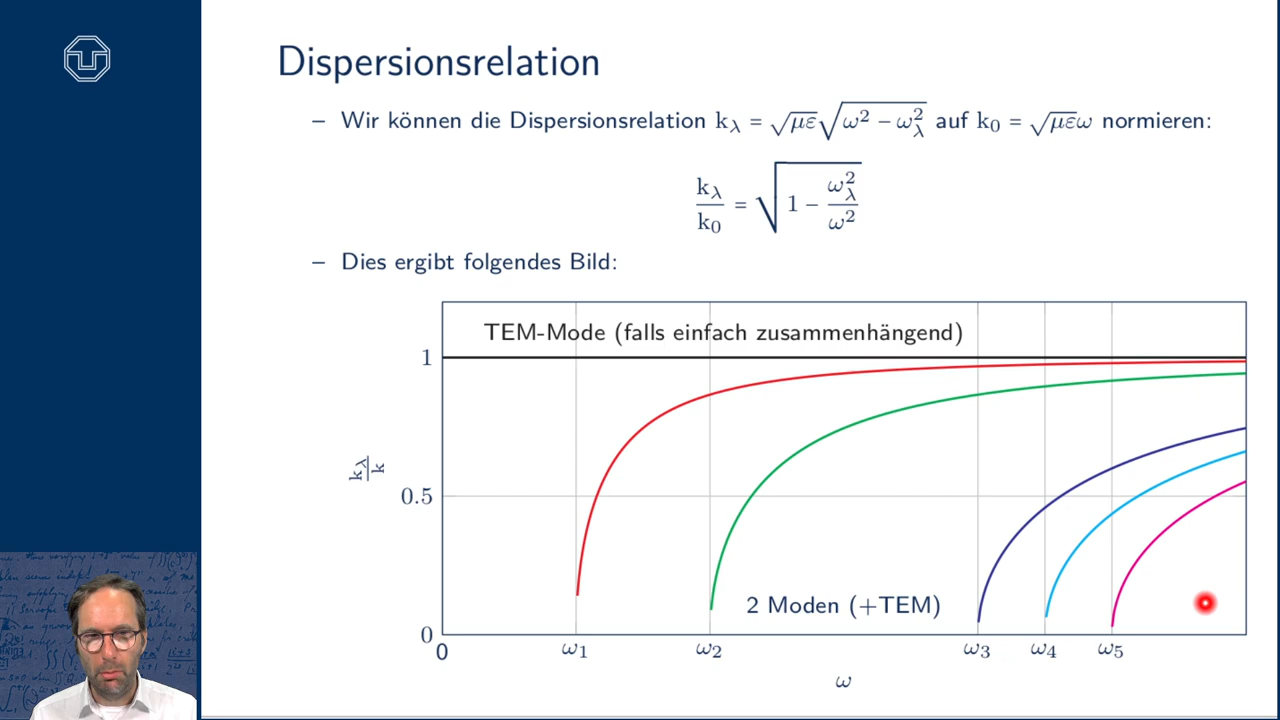 Dispersionsrelation
– Wir können die Dispersionsrelation k_λ = √(με)√(ω² − ω_λ²) auf k₀ = √(με)ω normieren:
k_λ/k₀ = √(1 − ω_λ²/ω²)
– Dies ergibt folgendes Bild:
TEM-Mode (falls einfach zusammenhängend)
1
k_λ/k
0.5
2 Moden (+TEM)
0
0 ω₁ ω₂ ω₃ ω₄ ω₅
ω